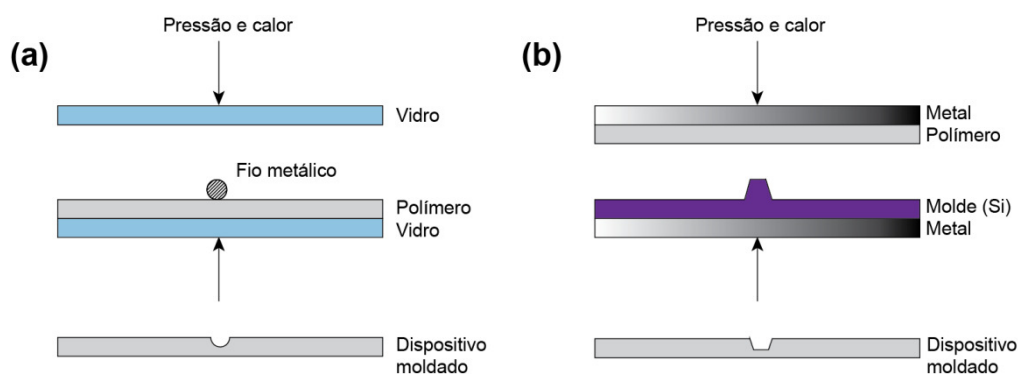 (a)
Pressão e calor
Vidro
Fio metálico
Polímero
Vidro
Dispositivo
moldado
(b)
Pressão e calor
Metal
Polímero
Molde (Si)
Metal
Dispositivo
moldado